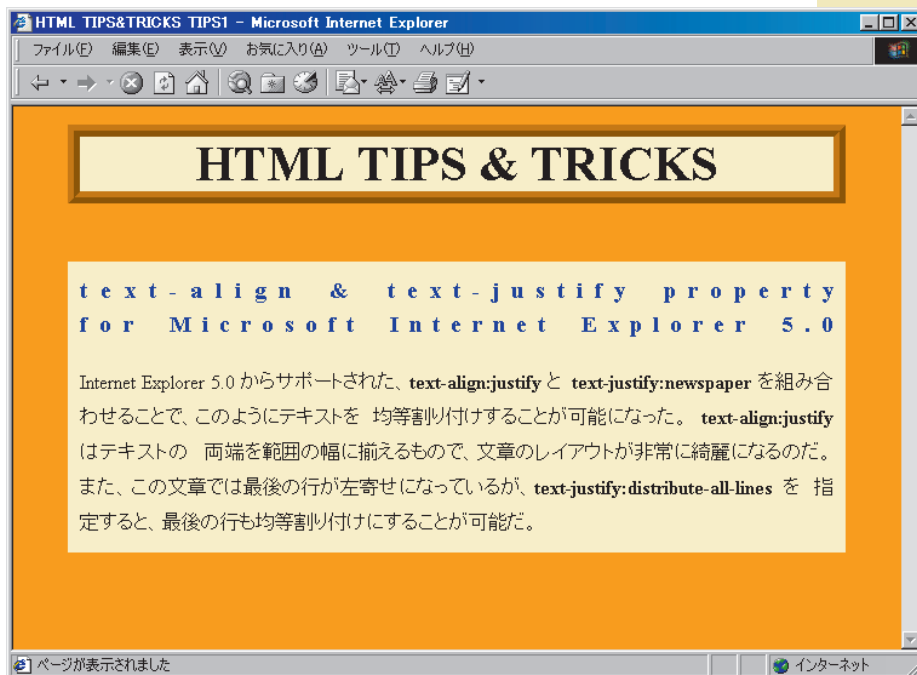 HTML TIPS&TRICKS TIPS1 - Microsoft Internet Explorer
ファイル(F) 編集(E) 表示(V) お気に入り(A) ツール(T) ヘルプ(H)
HTML TIPS & TRICKS
text-align & text-justify property
for Microsoft Internet Explorer 5.0
Internet Explorer 5.0 からサポートされた、text-align:justify と text-justify:newspaper を組み合
わせることで、このようにテキストを 均等割り付けすることが可能になった。 text-align:justify
はテキストの 両端を範囲の幅に揃えるもので、文章のレイアウトが非常に綺麗になるのだ。
また、この文章では最後の行が左寄せになっているが、text-justify:distribute-all-lines を 指
定すると、最後の行も均等割り付けにすることが可能だ。
ページが表示されました
インターネット